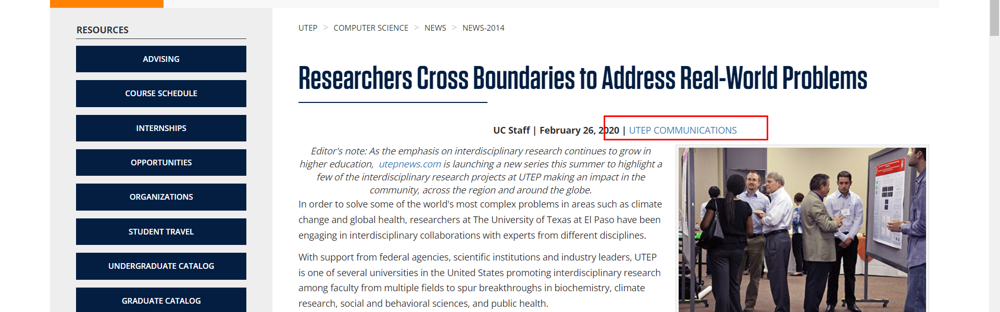 RESOURCES
ADVISING
COURSE SCHEDULE
INTERNSHIPS
OPPORTUNITIES
ORGANIZATIONS
STUDENT TRAVEL
UNDERGRADUATE CATALOG
GRADUATE CATALOG
UTEP > COMPUTER SCIENCE > NEWS > NEWS-2014
Researchers Cross Boundaries to Address Real-World Problems
UC Staff | February 26, 2020 | UTEP COMMUNICATIONS
Editor's note: As the emphasis on interdisciplinary research continues to grow in
higher education, utepnews.com is launching a new series this summer to highlight a
few of the interdisciplinary research projects at UTEP making an impact in the
community, across the region and around the globe.
In order to solve some of the world's most complex problems in areas such as climate
change and global health, researchers at The University of Texas at El Paso have been
engaging in interdisciplinary collaborations with experts from different disciplines.
With support from federal agencies, scientific institutions and industry leaders, UTEP
is one of several universities in the United States promoting interdisciplinary research
among faculty from multiple fields to spur breakthroughs in biochemistry, climate
research, social and behavioral sciences, and public health.